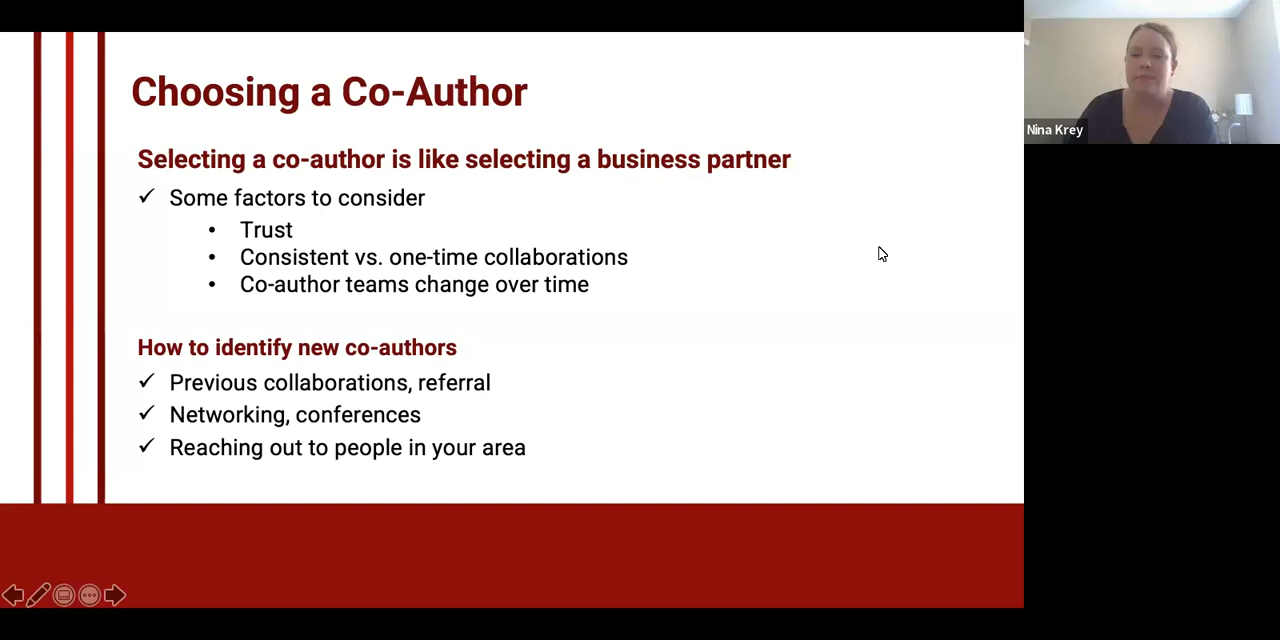 Choosing a Co-Author
Selecting a co-author is like selecting a business partner
✓ Some factors to consider
• Trust
• Consistent vs. one-time collaborations
• Co-author teams change over time
How to identify new co-authors
✓ Previous collaborations, referral
✓ Networking, conferences
✓ Reaching out to people in your area
Nina Krey